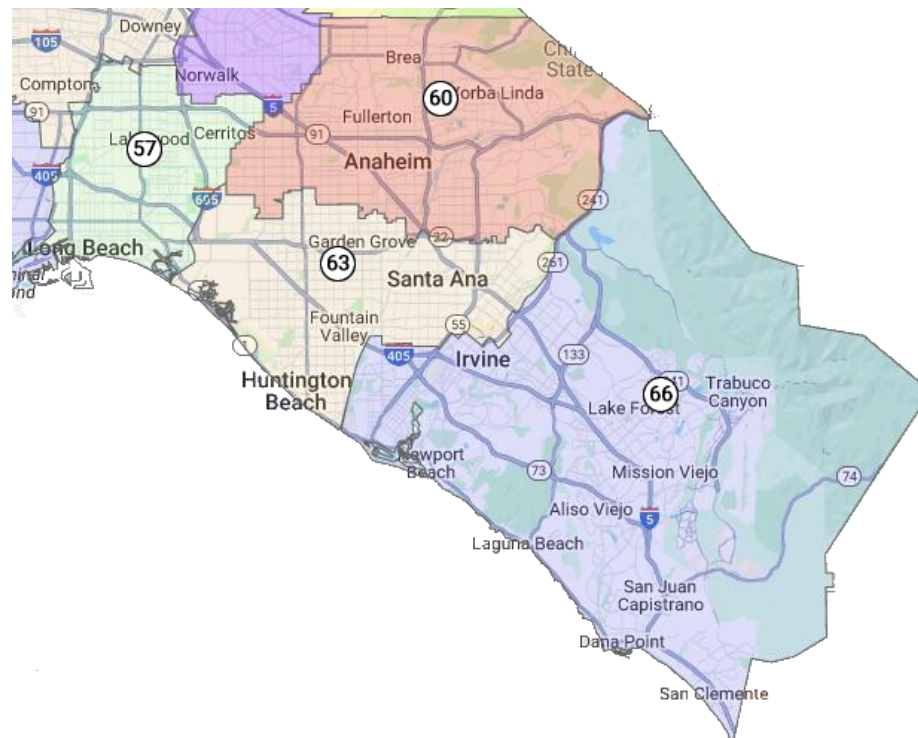 Downey
105
Chi
State
Brea
Norwalk
Compton
60
Yorba Linda
5
91
Fullerton
Cerritos
91
57
Anaheim
405
605
241
Garden Grove
22
Long Beach
63
261
Santa Ana
Fountain
Valley
55
1
405
Irvine
133
Huntington
Beach
66
Trabuco
Canyon
Lake Forest
Newport
Beach
73
Mission Viejo
74
Aliso Viejo
5
Laguna Beach
San Juan
Capistrano
Dana Point
San Clemente